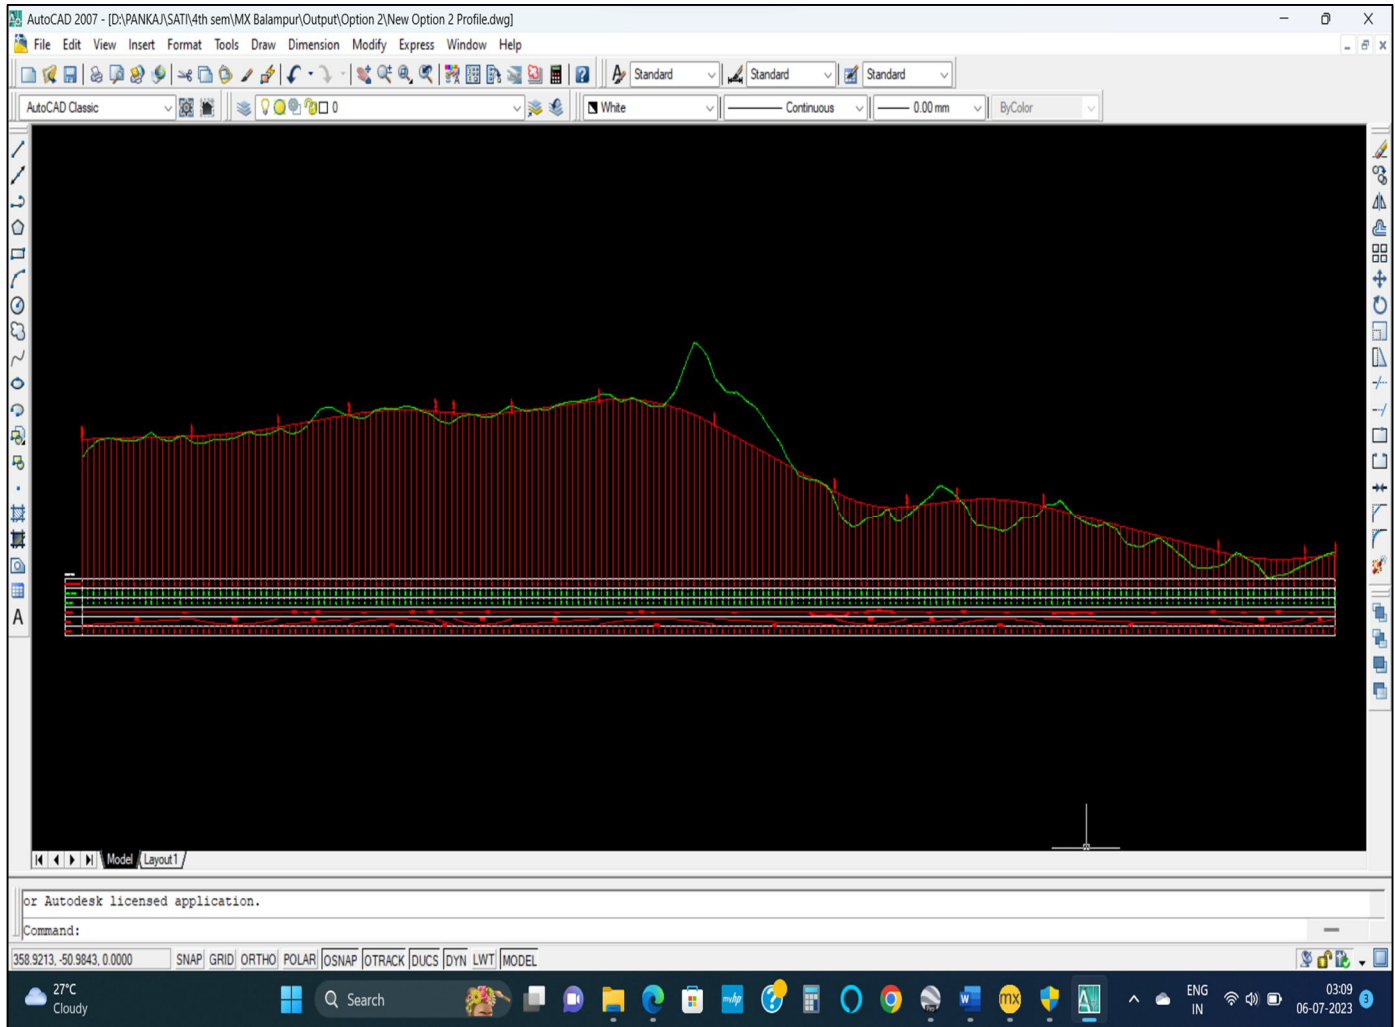 AutoCAD 2007 - [D:\PANKAJ\SATI\4th sem\MX Balampur\Output\Option 2\New Option 2 Profile.dwg]
File Edit View Insert Format Tools Draw Dimension Modify Express Window Help
Standard Standard Standard
AutoCAD Classic 0 White Continuous 0.00 mm ByColor
A
Model Layout1
or Autodesk licensed application.
Command:
358.9213, -50.9843, 0.0000 SNAP GRID ORTHO POLAR OSNAP OTRACK DUCS DYN LWT MODEL
27°C
Cloudy
Search
myhp
mx
ENG
IN
03:09
06-07-2023
3